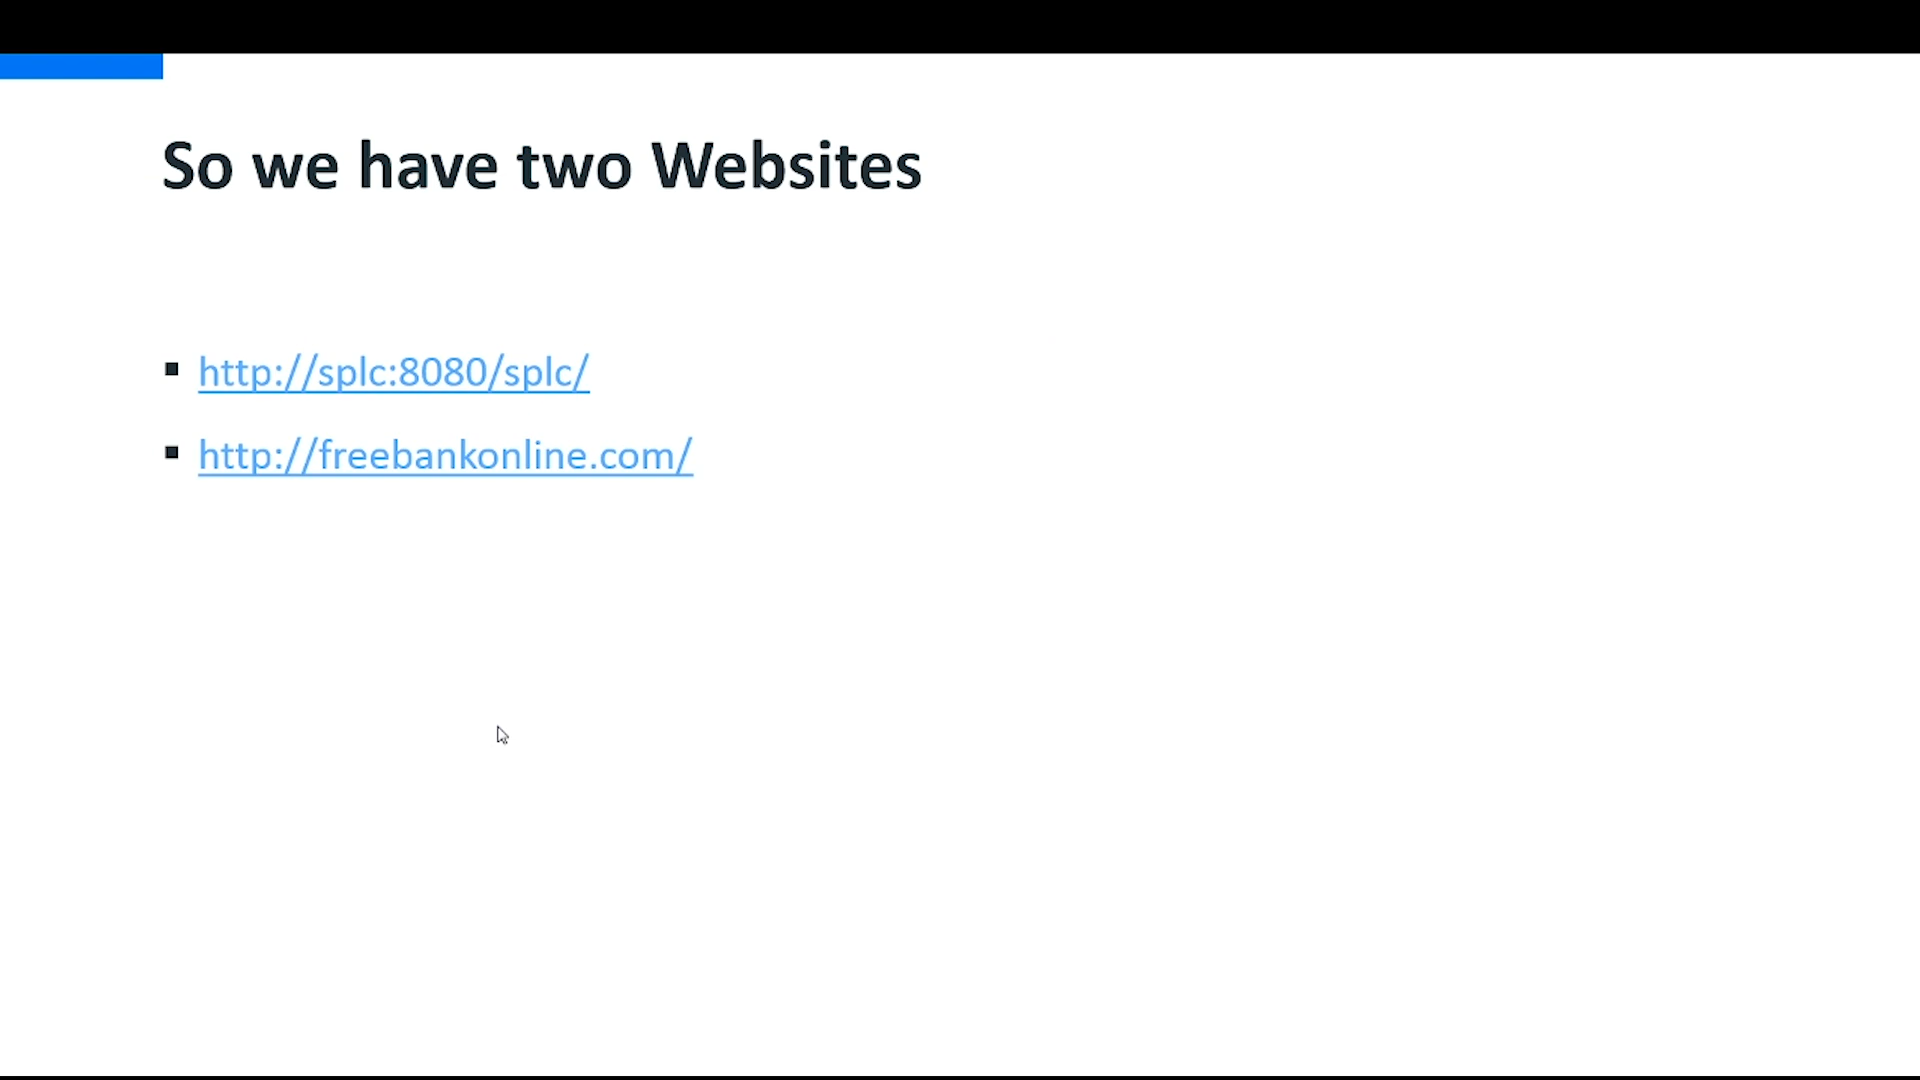 So we have two Websites
http://splc:8080/splc/
http://freebankonline.com/